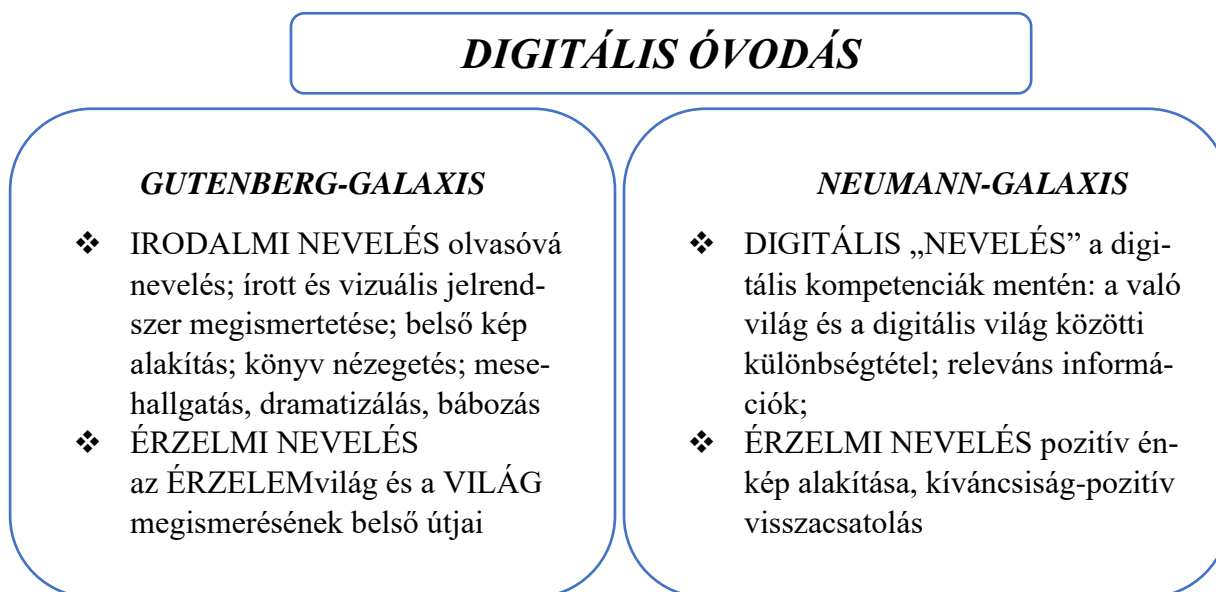 DIGITÁLIS ÓVODÁS
GUTENBERG-GALAXIS
❖ IRODALMI NEVELÉS olvasóvá
nevelés; írott és vizuális jelrend-
szer megismertetése; belső kép
alakítás; könyv nézegetés; mese-
hallgatás, dramatizálás, bábozás
❖ ÉRZELMI NEVELÉS
az ÉRZELEMvilág és a VILÁG
megismerésének belső útjai
NEUMANN-GALAXIS
❖ DIGITÁLIS „NEVELÉS” a digi-
tális kompetenciák mentén: a való
világ és a digitális világ közötti
különbségtétel; releváns informá-
ciók;
❖ ÉRZELMI NEVELÉS pozitív én-
kép alakítása, kíváncsiság-pozitív
visszacsatolás